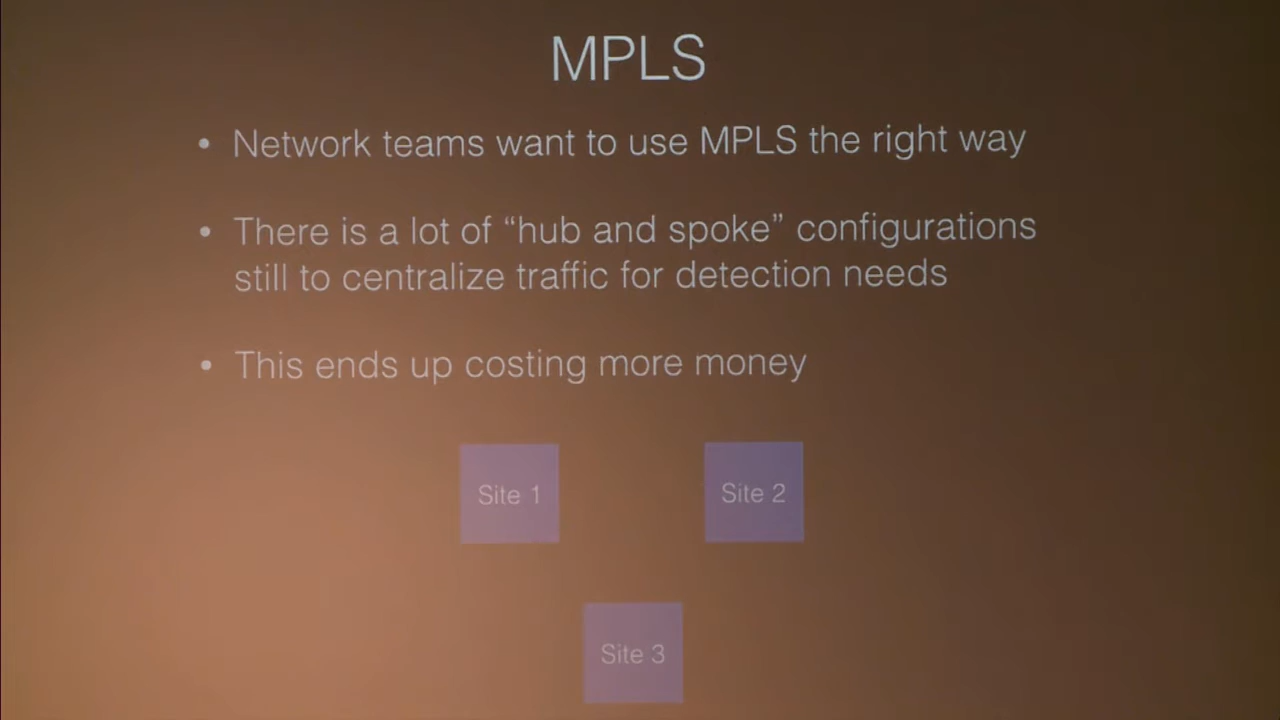 MPLS
• Network teams want to use MPLS the right way
• There is a lot of “hub and spoke” configurations
still to centralize traffic for detection needs
• This ends up costing more money
Site 1
Site 2
Site 3